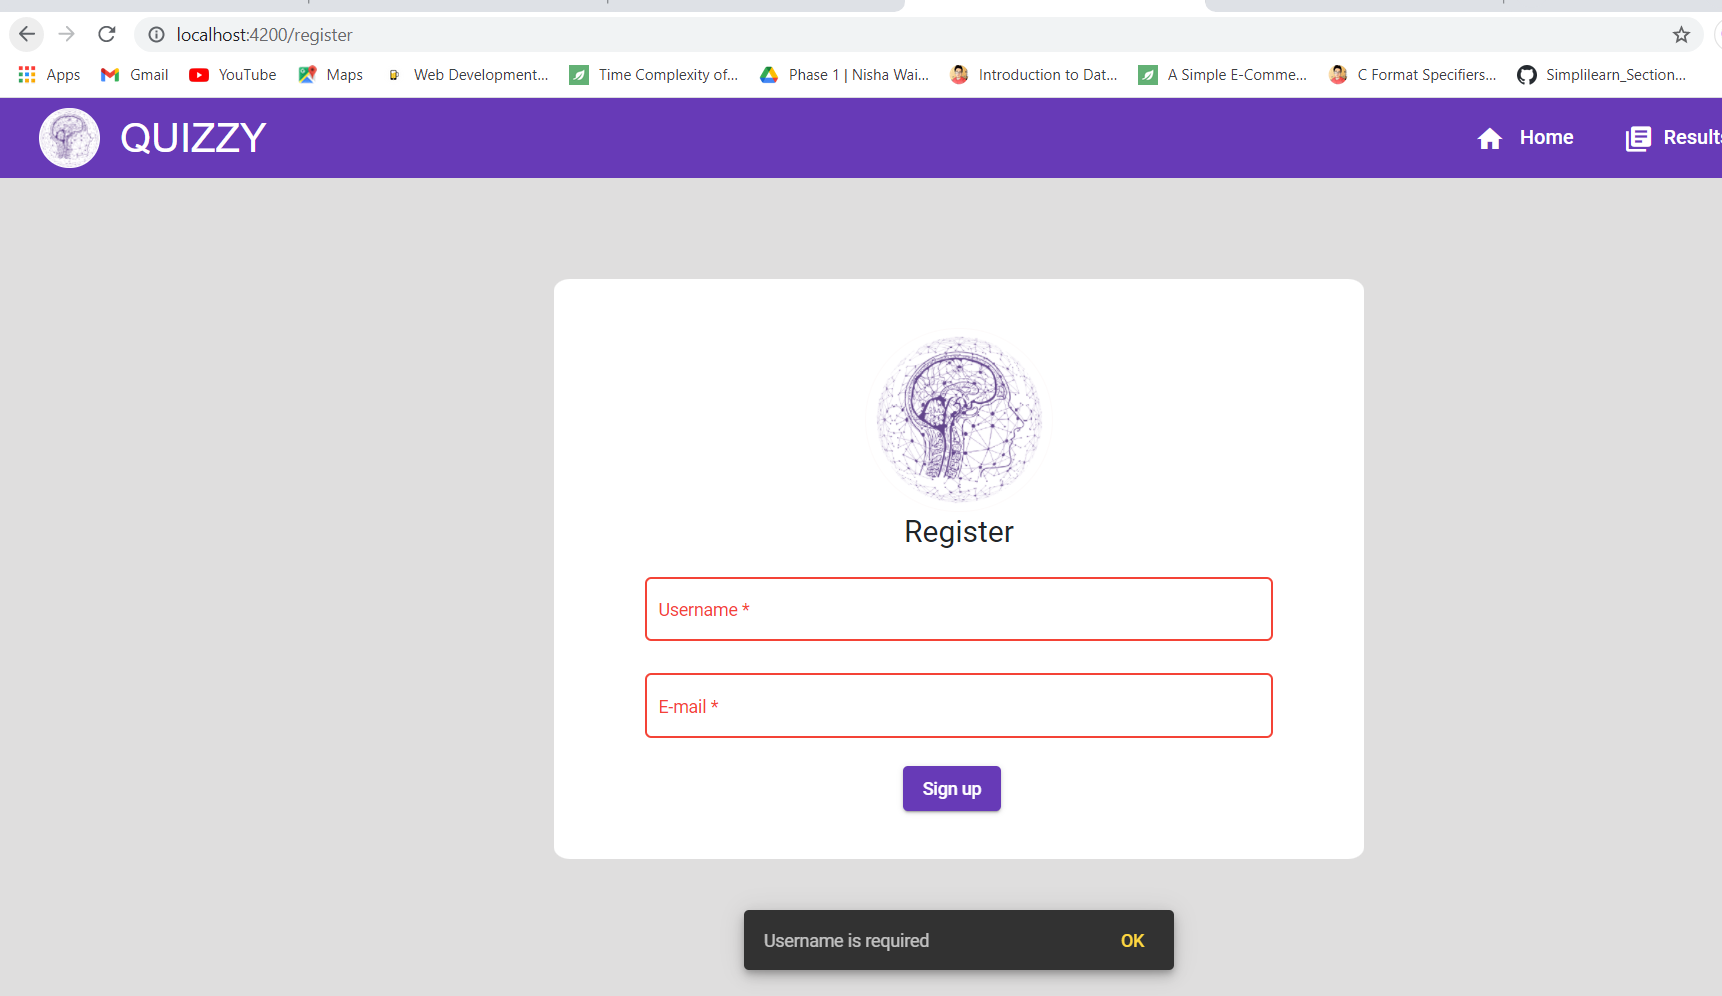 localhost:4200/register
Apps Gmail YouTube Maps Web Development... Time Complexity of... Phase 1 | Nisha Wai... Introduction to Dat... A Simple E-Comme... C Format Specifiers... Simplilearn_Section...
QUIZZY Home Results
Register
Username *
E-mail *
Sign up
Username is required OK